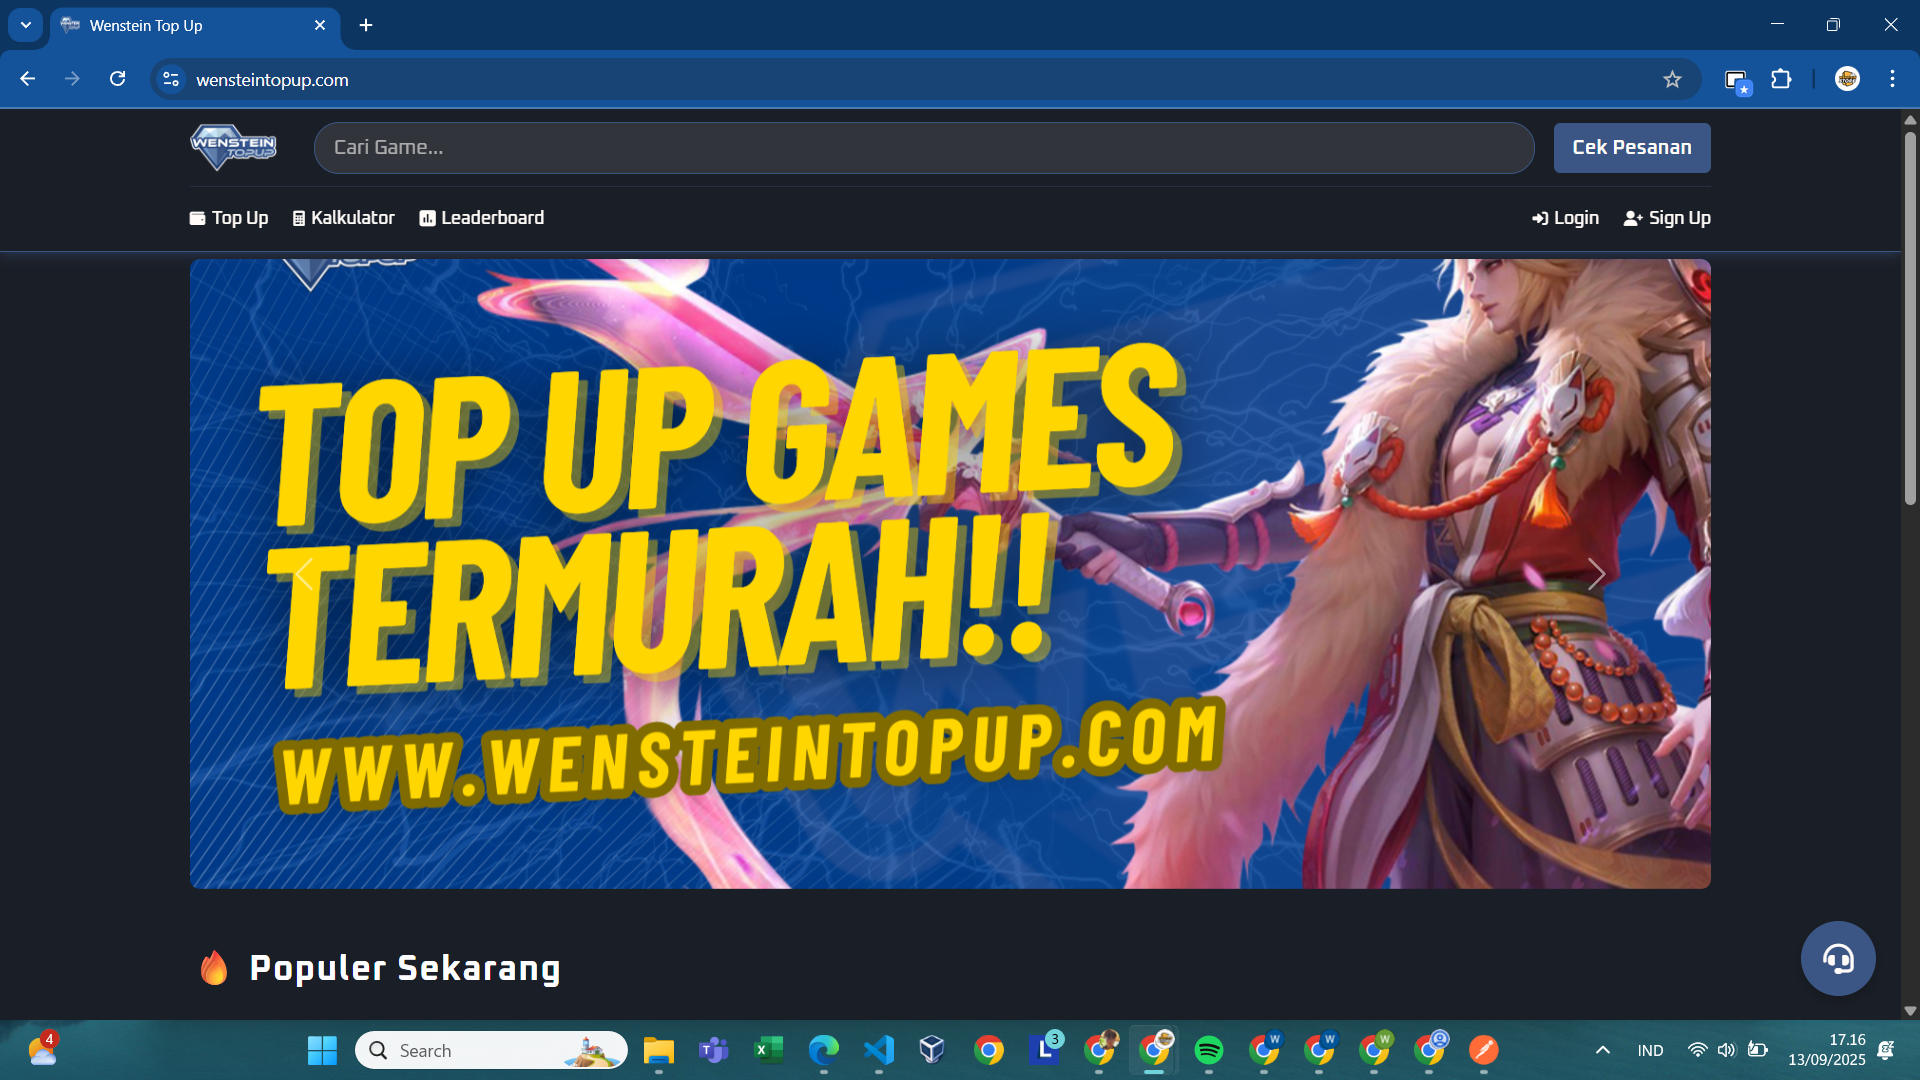 Wenstein Top Up
wensteintopup.com
WENSTEIN
TOPUP
Cari Game...
Cek Pesanan
Top Up
Kalkulator
Leaderboard
Login
Sign Up
TOP UP GAMES
TERMURAH!!
WWW.WENSTEINTOPUP.COM
Populer Sekarang
4
Search
3
IND
17.16
13/09/2025